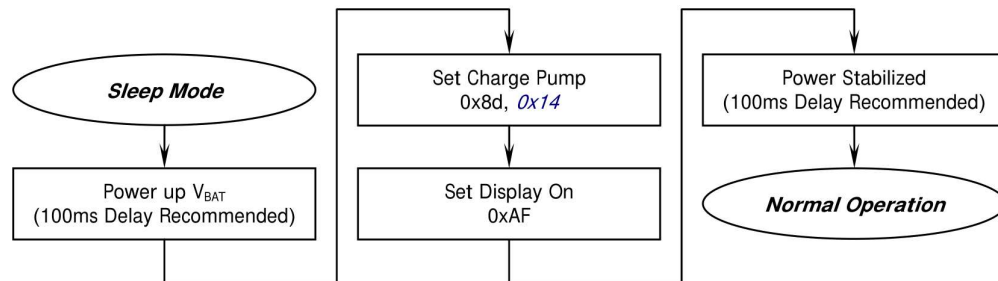 Sleep Mode
Power up VBAT
(100ms Delay Recommended)
Set Charge Pump
0x8d, 0x14
Set Display On
0xAF
Power Stabilized
(100ms Delay Recommended)
Normal Operation